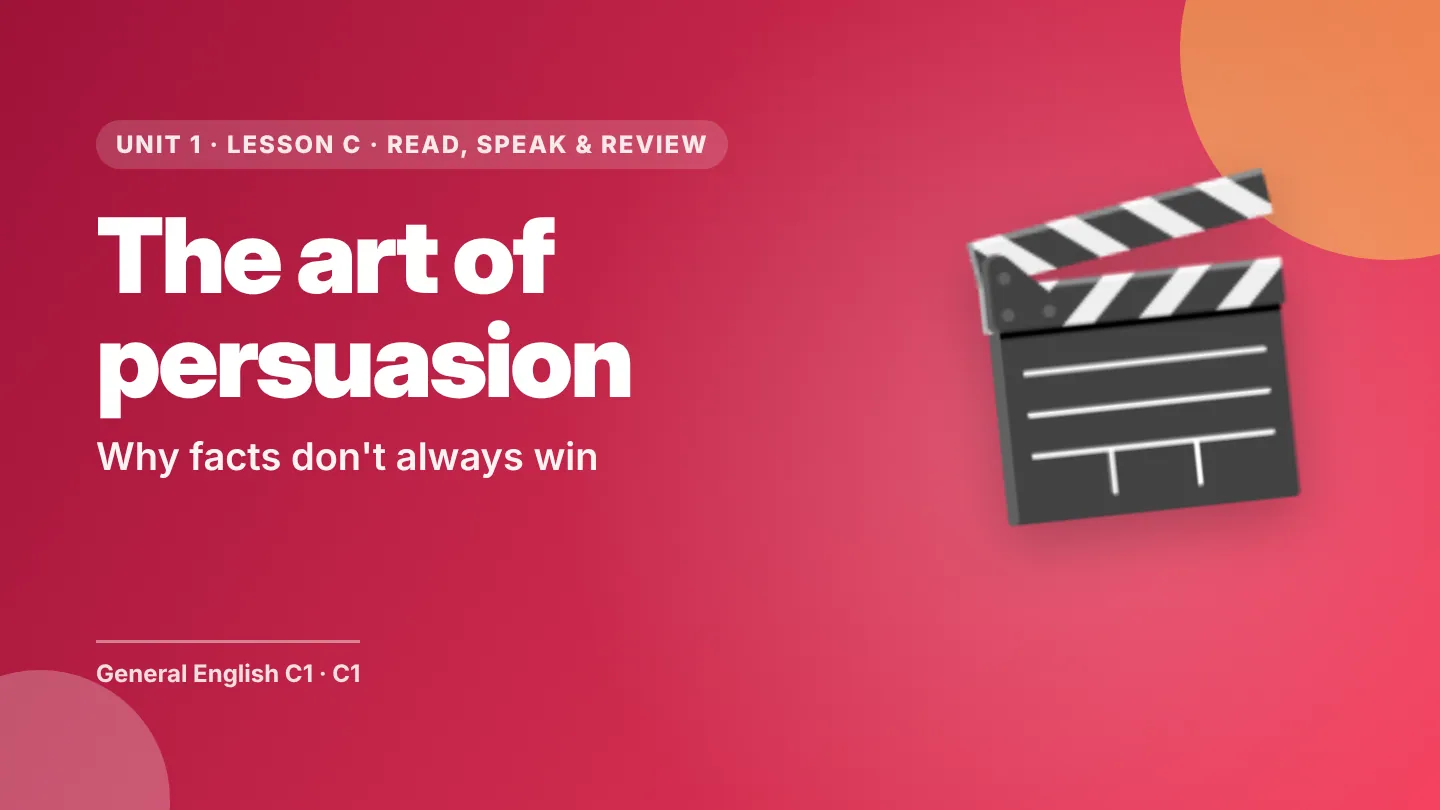 UNIT 1 · LESSON C · READ, SPEAK & REVIEW
The art of
persuasion
Why facts don't always win
General English C1 · C1